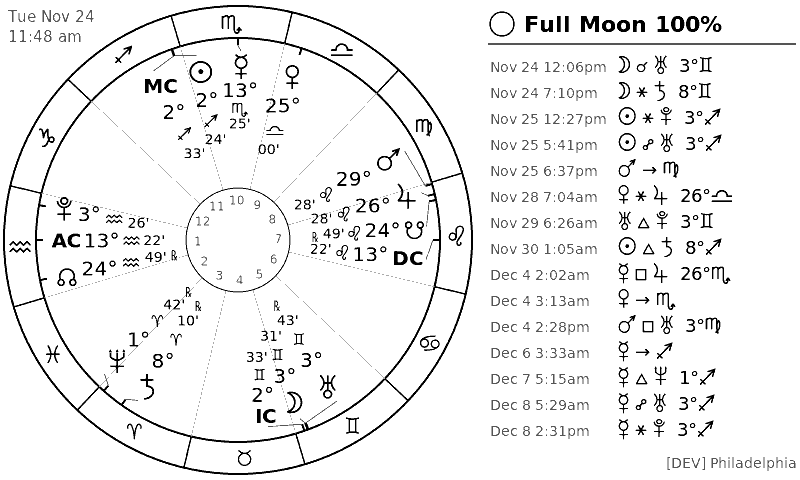 Tue Nov 24
11:48 am
Full Moon 100%
Nov 24 12:06pm ☽ ☌ ♅ 3°♊
Nov 24 7:10pm ☽ ⚹ ♄ 8°♊
Nov 25 12:27pm ☉ ⚹ ♇ 3°♐
Nov 25 5:41pm ☉ ☍ ♅ 3°♐
Nov 25 6:37pm ♂ → ♍
Nov 28 7:04am ♀ ⚹ ♃ 26°♎
Nov 29 6:26am ♅ △ ♇ 3°♊
Nov 30 1:05am ☉ △ ♄ 8°♐
Dec 4 2:02am ☿ □ ♃ 26°♏
Dec 4 3:13am ♀ → ♏
Dec 4 2:28pm ♂ □ ♅ 3°♍
Dec 6 3:33am ☿ → ♐
Dec 7 5:15am ☿ △ ♆ 1°♐
Dec 8 5:29am ☿ ☍ ♅ 3°♐
Dec 8 2:31pm ☿ ⚹ ♇ 3°♐
[DEV] Philadelphia
♏
♎
♍
♌
♋
♊
♉
♈
♓
♒
♑
♐
MC 2° ♐ 33'
☉ 2° ♐ 24'
☿ 13° ♏ 25'
♀ 25° ♎ 00'
♂ 29° ♌ 28'
♃ 26° ♌ 28'
☋ 24° ♌ 49' ℞
DC 13° ♌ 22'
♇ 3° ♒ 26'
AC 13° ♒ 22'
☊ 24° ♒ 49' ℞
♆ 1° ♈ 42' ℞
♄ 8° ♈ 10' ℞
IC 2° ♊ 33'
☽ 3° ♊ 31'
♅ 3° ♊ 43' ℞
1
2
3
4
5
6
7
8
9
10
11
12